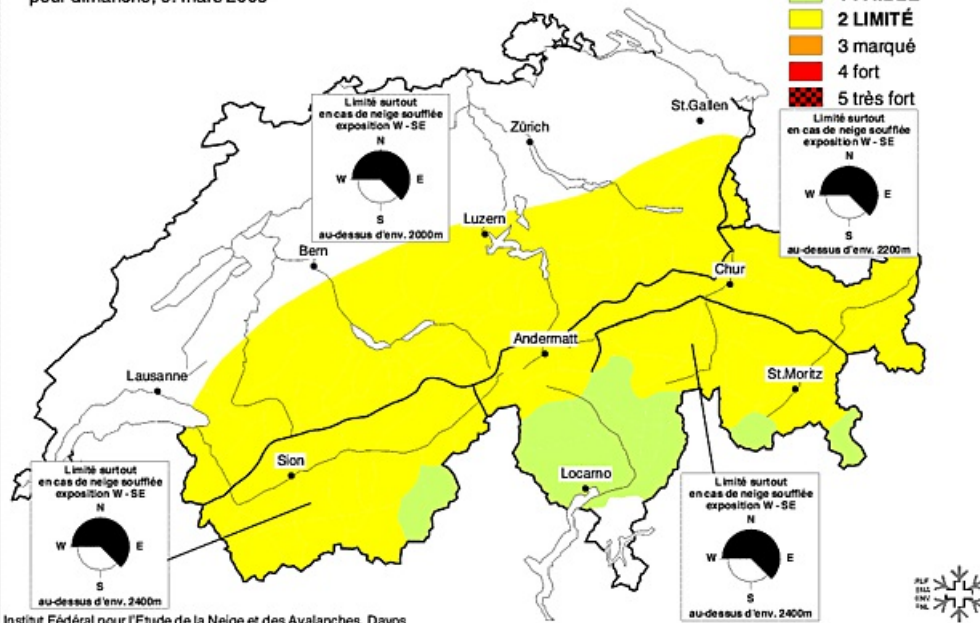 2 LIMITÉ
3 marqué
4 fort
5 très fort
Limité surtout
en cas de neige soufflée
exposition W - SE
N
W E
S
au-dessus d'env. 2000m
Limité surtout
en cas de neige soufflée
exposition W - SE
N
W E
S
au-dessus d'env. 2200m
St.Gallen
Zürich
Luzern
Bern
Chur
Andermatt
Lausanne
St.Moritz
Sion
Locarno
Limité surtout
en cas de neige soufflée
exposition W - SE
N
W E
S
au-dessus d'env. 2400m
Limité surtout
en cas de neige soufflée
exposition W - SE
N
W E
S
au-dessus d'env. 2400m
Institut Fédéral pour l'Etude de la Neige et des Avalanches, Davos